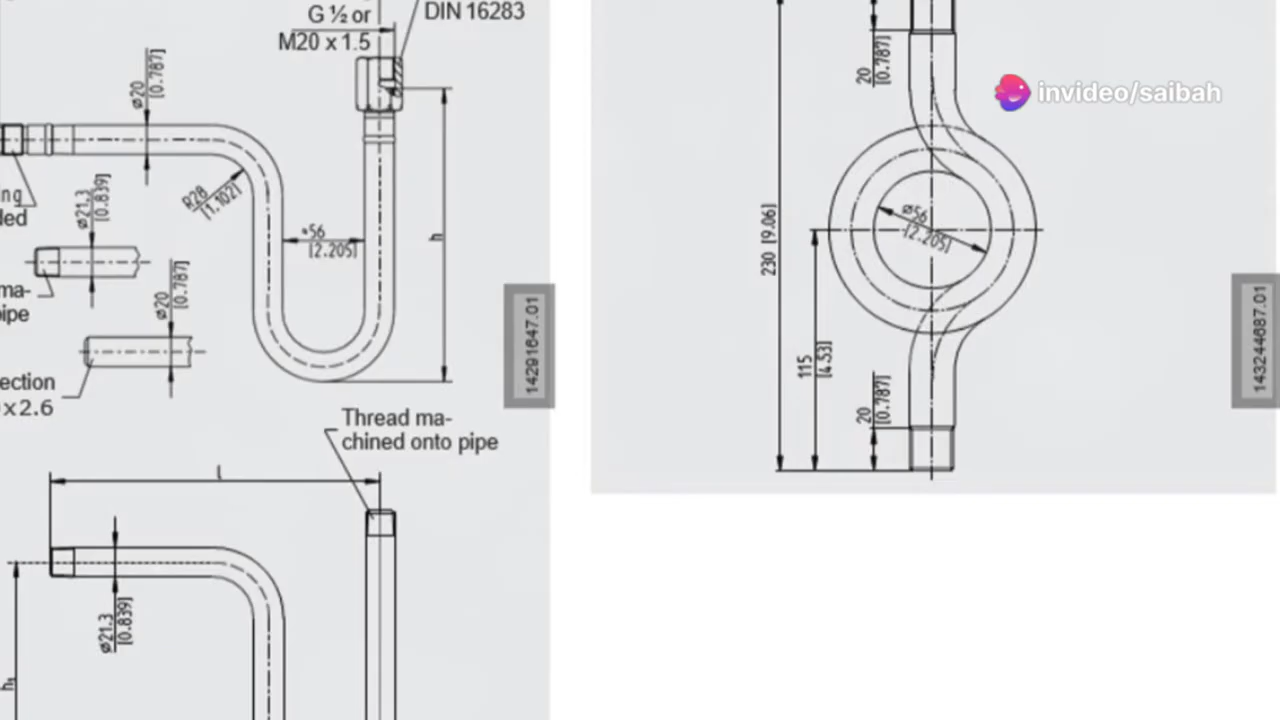 G ½ or
M20 x 1.5
DIN 16283
ø20
[0.787]
R28
[1.102]
ø21.3
[0.839]
*56
[2.205]
h
ø20
[0.787]
ma-
pipe
ection
x2.6
14291647.01
Thread ma-
chined onto pipe
l
ø21.3
[0.839]
h₁
20
[0.787]
invideo/saibah
ø56
[2.205]
230 [9.06]
115
[4.53]
20
[0.787]
143244687.01